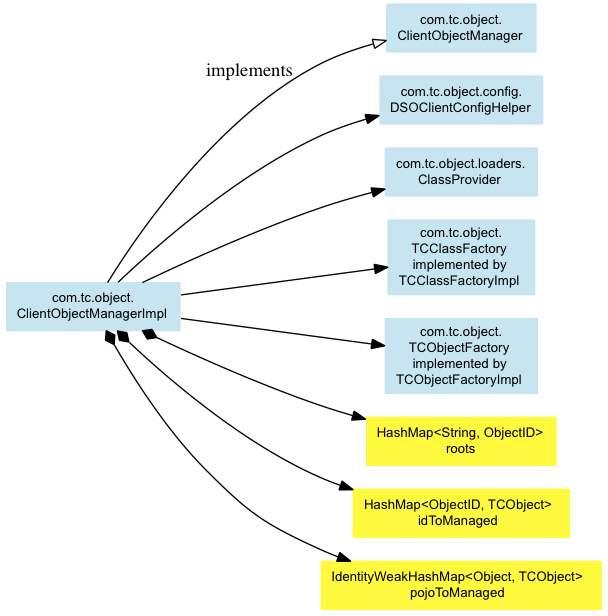 com.tc.object.
ClientObjectManager
implements
com.tc.object.config.
DSOClientConfigHelper
com.tc.object.loaders.
ClassProvider
com.tc.object.
TCClassFactory
implemented by
TCClassFactoryImpl
com.tc.object.
ClientObjectManagerImpl
com.tc.object.
TCObjectFactory
implemented by
TCObjectFactoryImpl
HashMap<String, ObjectID>
roots
HashMap<ObjectID, TCObject>
idToManaged
IdentityWeakHashMap<Object, TCObject>
pojoToManaged